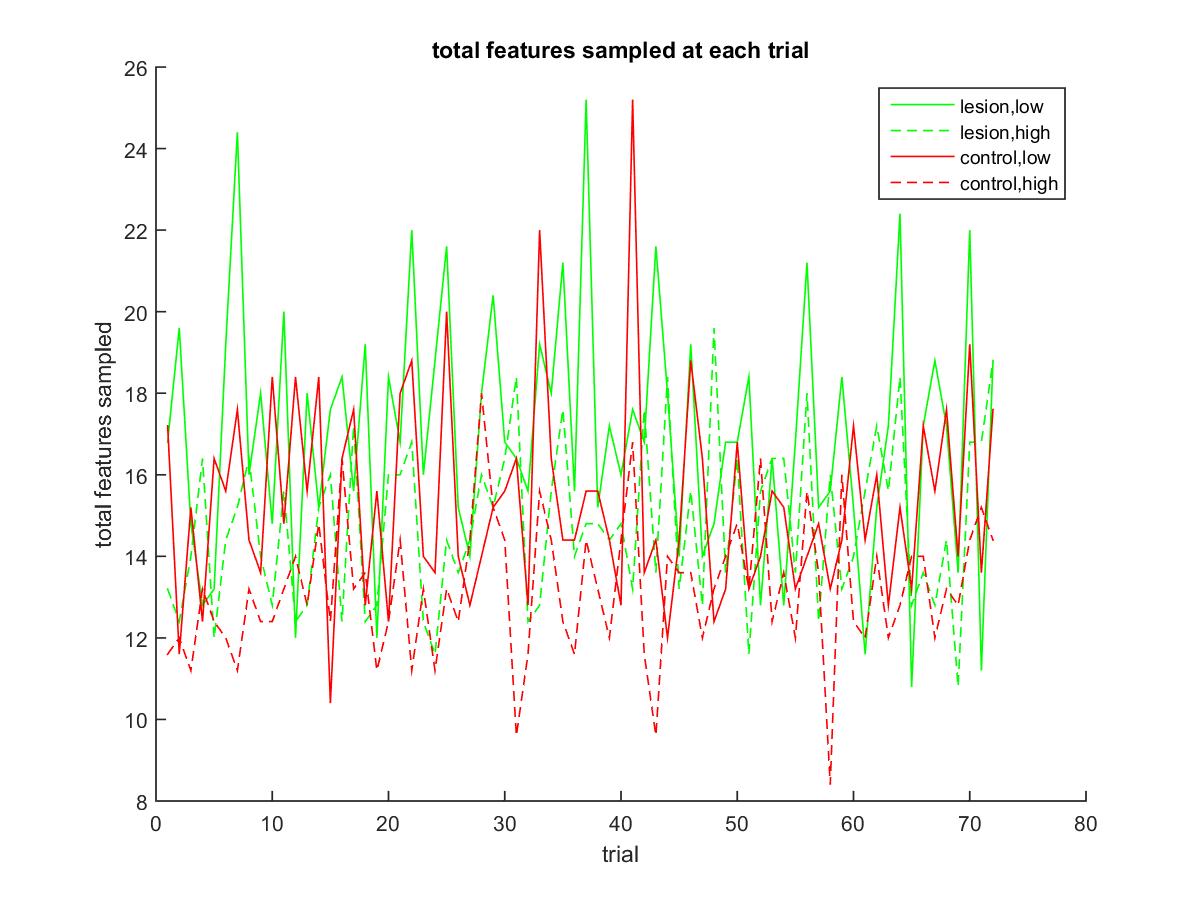 total features sampled at each trial
total features sampled
26
24
22
20
18
16
14
12
10
8
0 10 20 30 40 50 60 70 80
trial
lesion,low
lesion,high
control,low
control,high